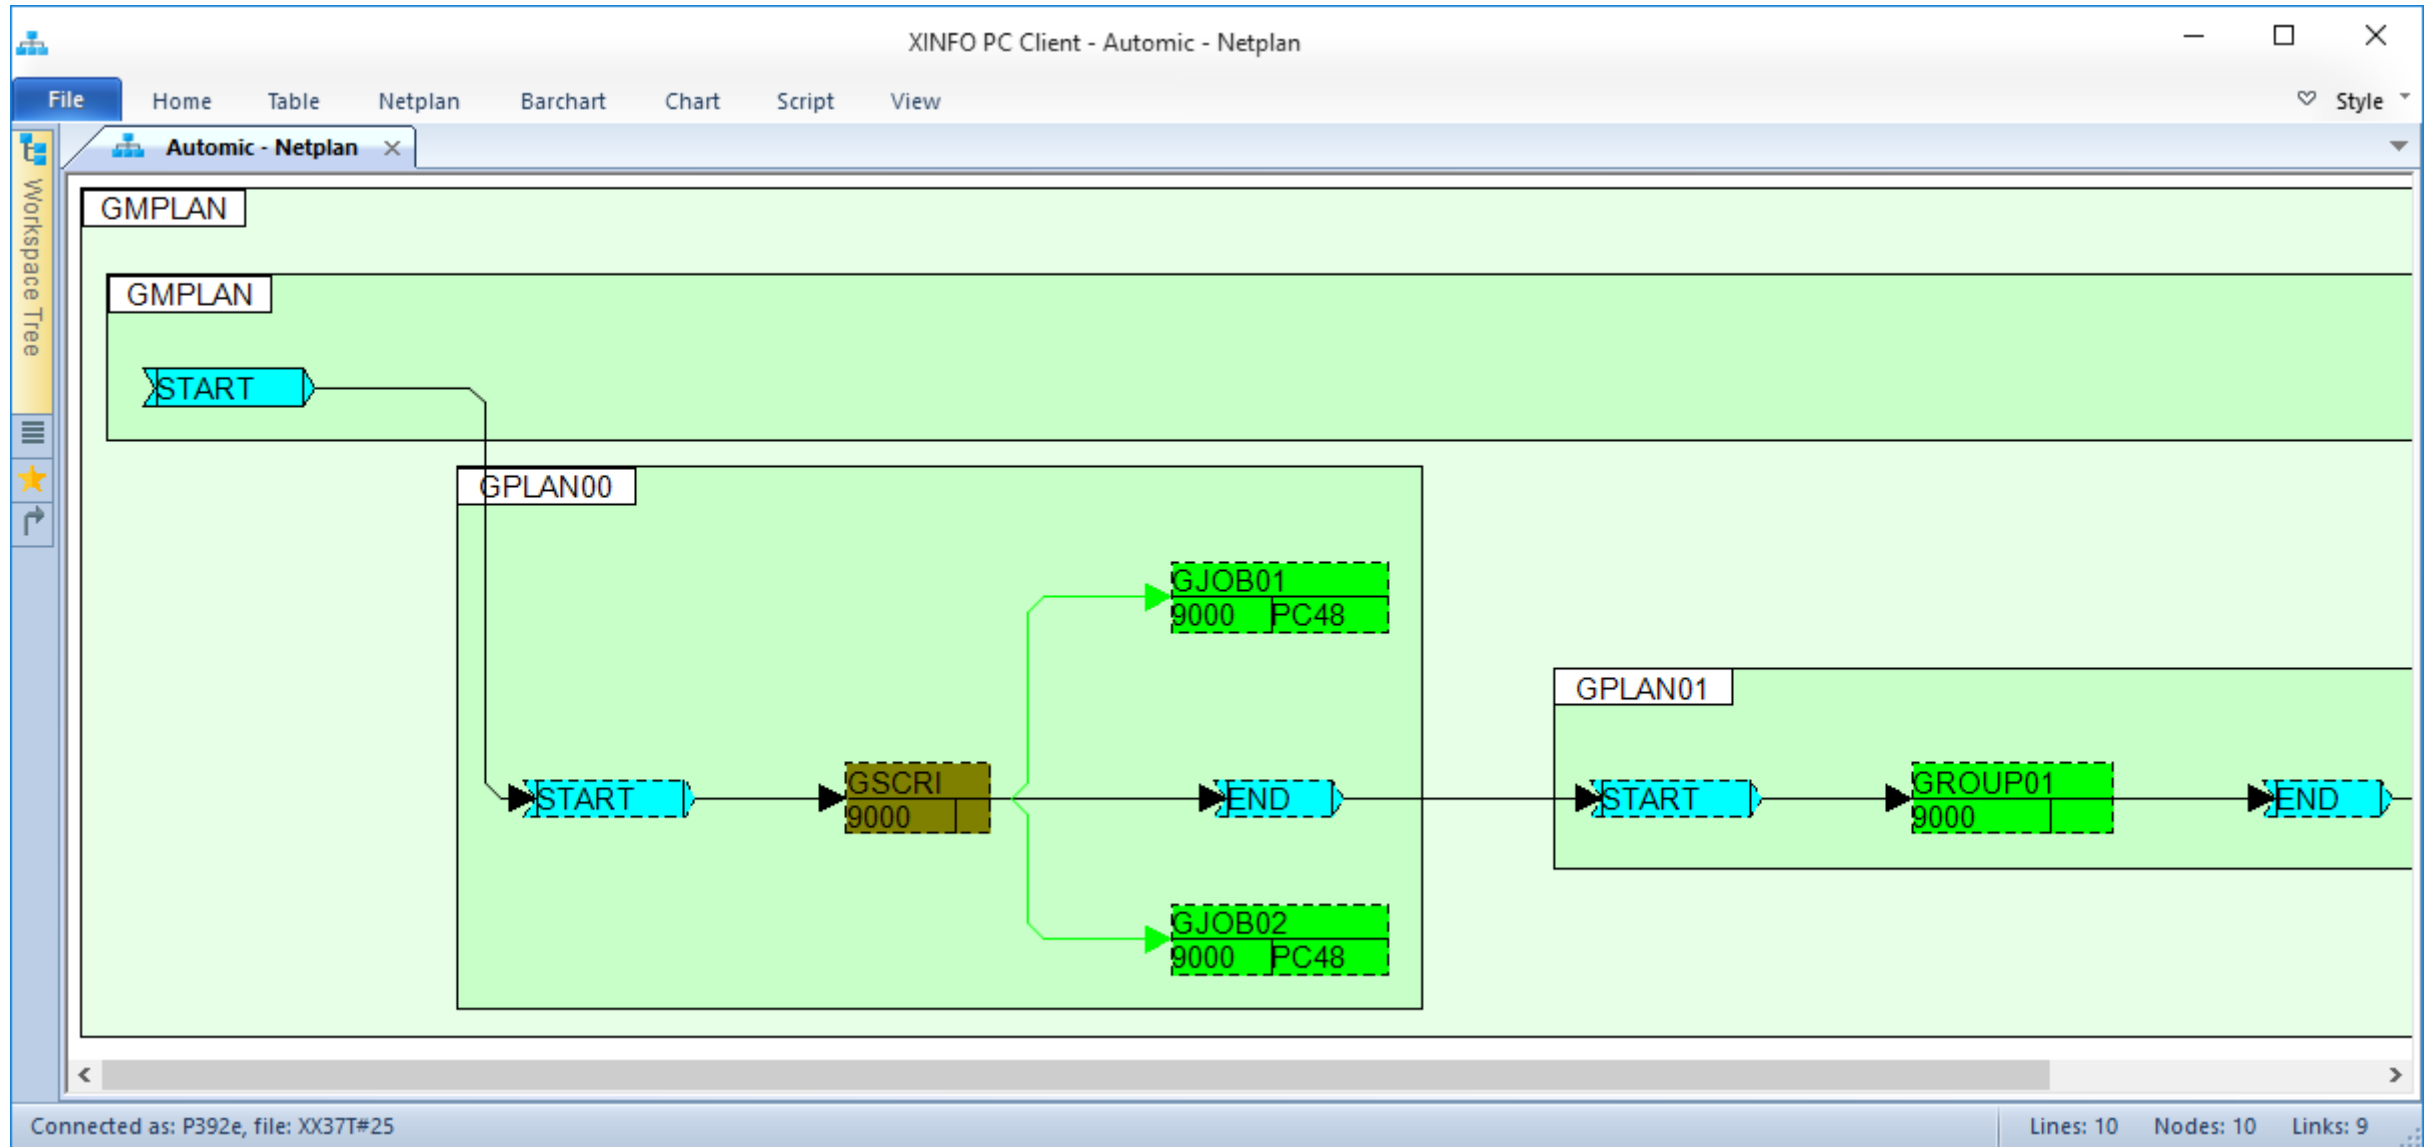 XINFO PC Client - Automic - Netplan
File Home Table Netplan Barchart Chart Script View Style
Automic - Netplan
Workspace Tree
GMPLAN
GMPLAN
START
GPLAN00
GJOB01
9000 PC48
GPLAN01
START
GSCRI
9000
END
START
GROUP01
9000
END
GJOB02
9000 PC48
Connected as: P392e, file: XX37T#25
Lines: 10 Nodes: 10 Links: 9